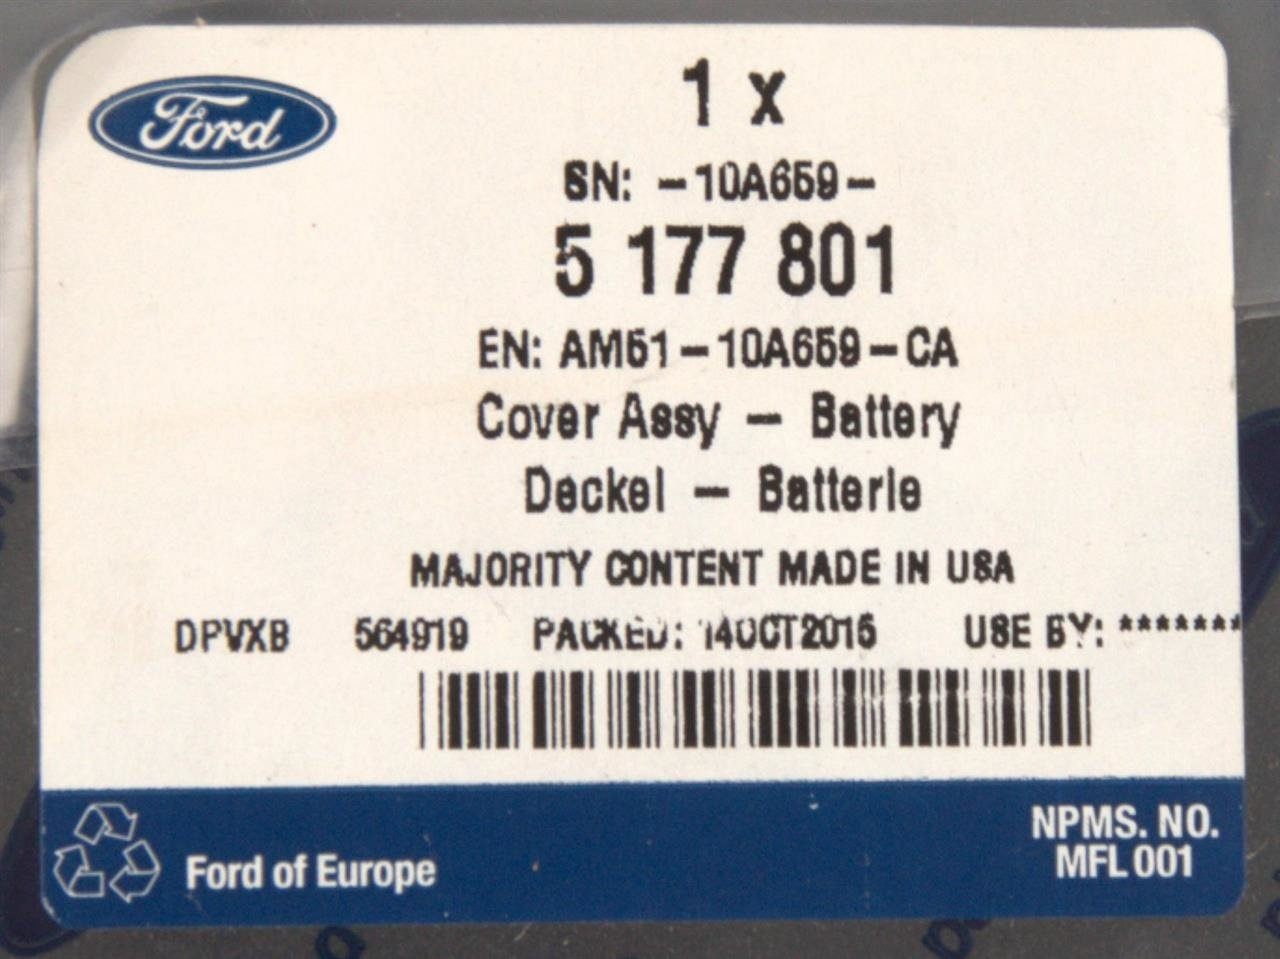 Ford
1 x
SN: -10A659-
5 177 801
EN: AM51-10A659-CA
Cover Assy - Battery
Deckel - Batterie
MAJORITY CONTENT MADE IN USA
DPVXB 564919 PACKED: 14OCT2015 USE BY: *******
Ford of Europe
NPMS. NO.
MFL 001